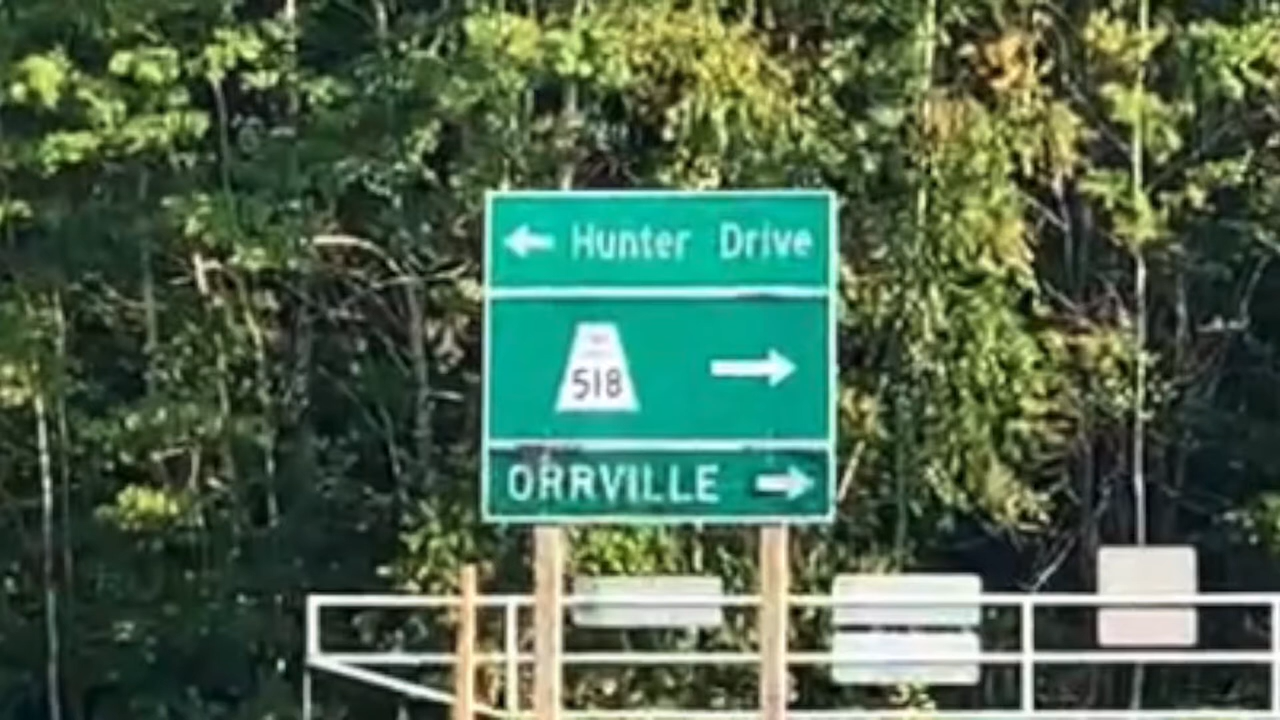 ← Hunter Drive
518 →
ORRVILLE →